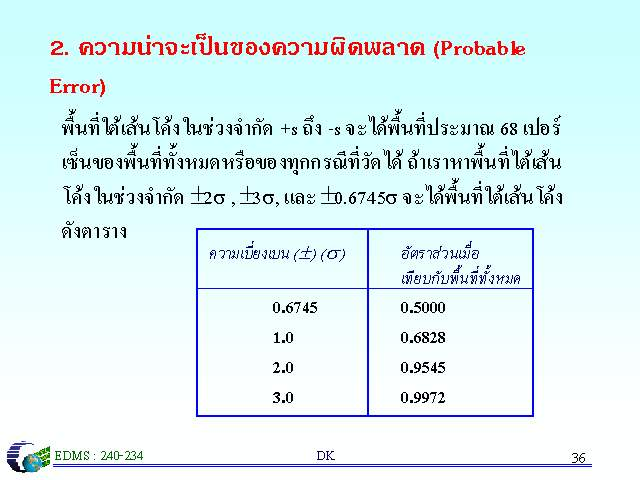 2. ความน่าจะเป็นของความผิดพลาด (Probable
Error)
พื้นที่ใต้เส้นโค้งในช่วงจำกัด +s ถึง -s จะได้พื้นที่ประมาณ 68 เปอร์
เซ็นของพื้นที่ทั้งหมดหรือของทุกกรณีที่วัดได้ ถ้าเราหาพื้นที่ใต้เส้น
โค้งในช่วงจำกัด ±2σ , ±3σ, และ ±0.6745σ จะได้พื้นที่ใต้เส้นโค้ง
ดังตาราง
ความเบี่ยงเบน (±) (σ) อัตราส่วนเมื่อ
เทียบกับพื้นที่ทั้งหมด
0.6745 0.5000
1.0 0.6828
2.0 0.9545
3.0 0.9972
EDMS : 240-234 DK 36